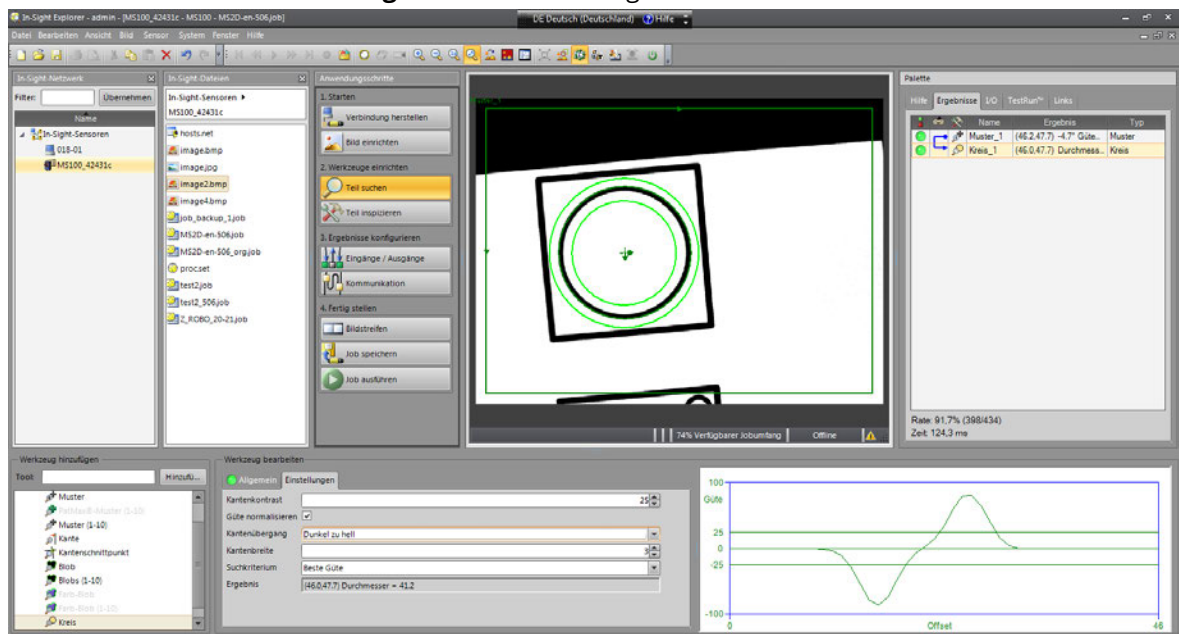 In-Sight Explorer - admin - [MS100_42431c - MS100 - MS2D-en-506.job]
DE Deutsch (Deutschland) Hilfe
Datei Bearbeiten Ansicht Bild Sensor System Fenster Hilfe
In-Sight-Netzwerk
Filter:
Übernehmen
Name
In-Sight-Sensoren
018-01
MS100_42431c
In-Sight-Dateien
In-Sight-Sensoren
MS100_42431c
hosts.net
image.bmp
image.jpg
image2.bmp
image4.bmp
job_backup_1.job
MS2D-en-506.job
MS2D-en-506_org.job
proc.set
test2.job
test2_506.job
Z_ROBO_20-21.job
Anwendungsschritte
1. Starten
Verbindung herstellen
Bild einrichten
2. Werkzeuge einrichten
Teil suchen
Teil inspizieren
3. Ergebnisse konfigurieren
Eingänge / Ausgänge
Kommunikation
4. Fertig stellen
Bildstreifen
Job speichern
Job ausführen
74% Verfügbarer Jobumfang Offline
Palette
Hilfe Ergebnisse I/O TestRun™ Links
Name Ergebnis Typ
Muster_1 (46.2,47.7) -4.7° Güte... Muster
Kreis_1 (46.0,47.7) Durchmess... Kreis
Rate: 91,7% (398/434)
Zeit: 124,3 ms
Werkzeug hinzufügen
Tool:
Hinzufü...
Muster
PatMax®-Muster (1-10)
Muster (1-10)
Kante
Kantenschnittpunkt
Blob
Blobs (1-10)
Farb-Blob
Farb-Blob (1-10)
Kreis
Werkzeug bearbeiten
Allgemein Einstellungen
Kantenkontrast 25
Güte normalisieren
Kantenübergang Dunkel zu hell
Kantenbreite 3
Suchkriterium Beste Güte
Ergebnis (46.0,47.7) Durchmesser = 41.2
100
Güte
25
0
-25
-100
0 Offset 46